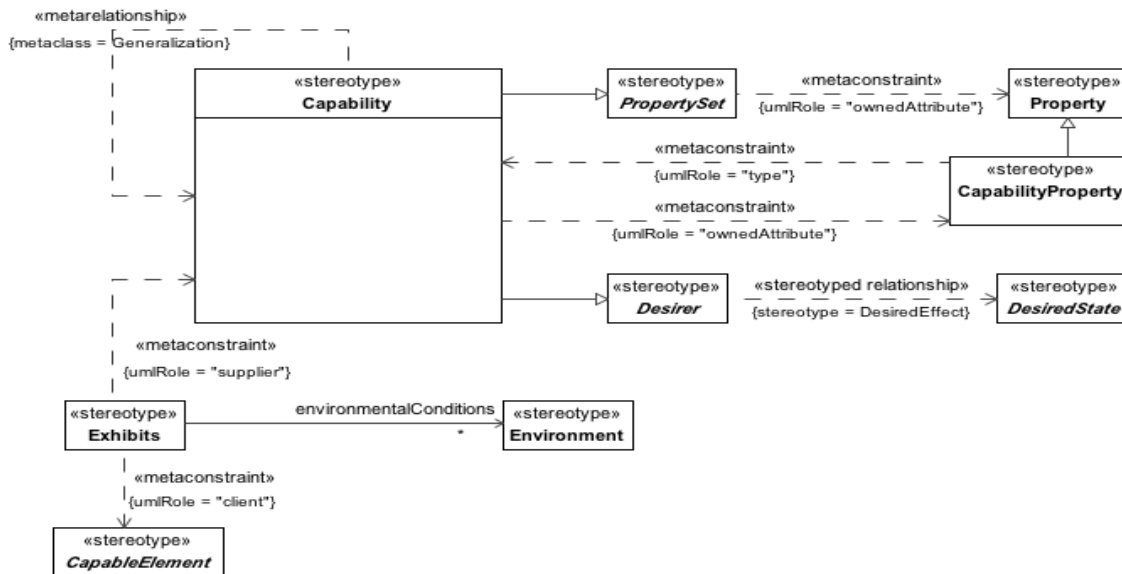 «metarelationship»
{metaclass = Generalization}
«stereotype»
Capability
«stereotype»
PropertySet
«metaconstraint»
{umlRole = "ownedAttribute"}
«stereotype»
Property
«metaconstraint»
{umlRole = "type"}
«stereotype»
CapabilityProperty
«metaconstraint»
{umlRole = "ownedAttribute"}
«stereotype»
Desirer
«stereotyped relationship»
{stereotype = DesiredEffect}
«stereotype»
DesiredState
«metaconstraint»
{umlRole = "supplier"}
«stereotype»
Exhibits
environmentalConditions
*
«stereotype»
Environment
«metaconstraint»
{umlRole = "client"}
«stereotype»
CapableElement